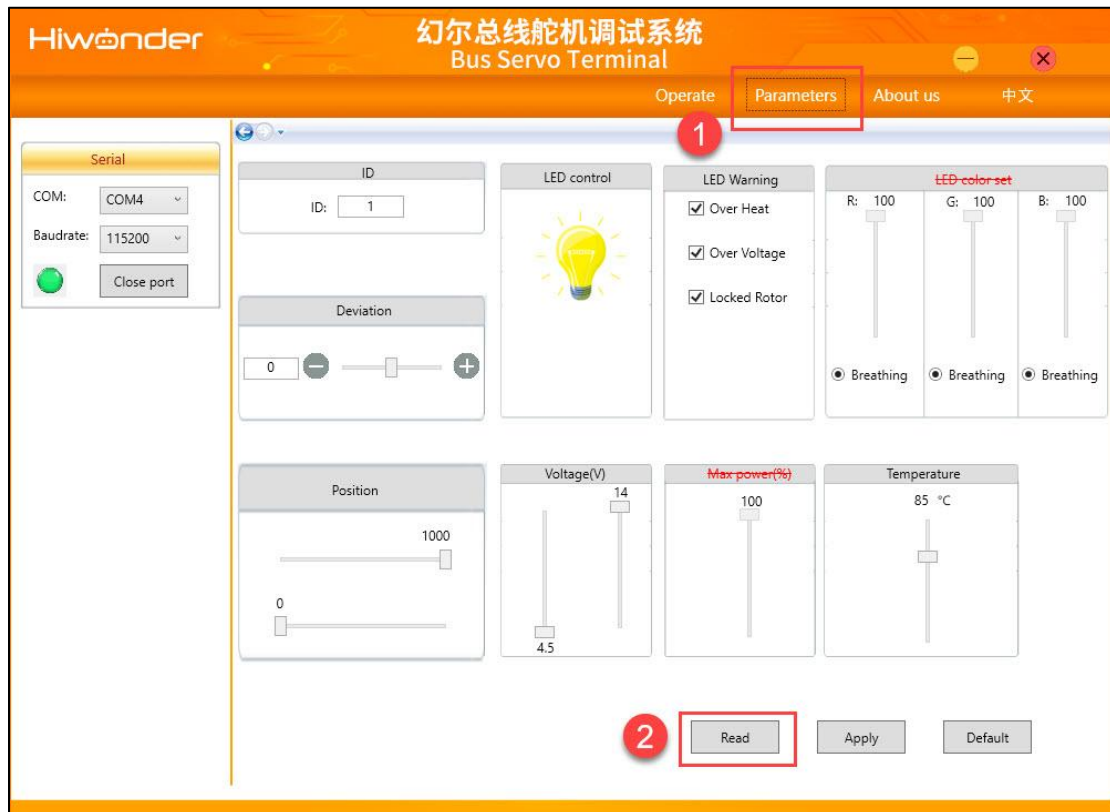 Hiwonder
幻尔总线舵机调试系统
Bus Servo Terminal
Operate Parameters About us 中文
1
Serial
COM: COM4
Baudrate: 115200
Close port
ID
ID: 1
Deviation
0
LED control
LED Warning
Over Heat
Over Voltage
Locked Rotor
LED color set
R: 100 G: 100 B: 100
Breathing Breathing Breathing
Position
1000
0
Voltage(V)
14
4.5
Max power(%)
100
Temperature
85 °C
2
Read Apply Default